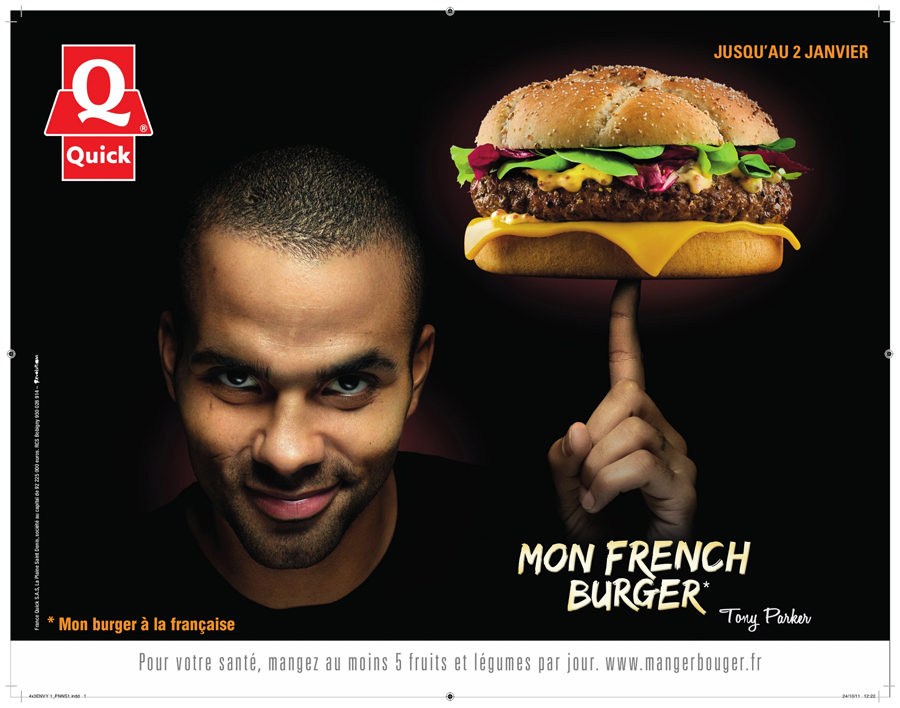 JUSQU'AU 2 JANVIER
Q
®
Quick
MON FRENCH
BURGER*
Tony Parker
* Mon burger à la française
France Quick S.A.S, La Plaine Saint Denis, société au capital de 92 225 000 euros. RCS Bobigny 950 026 914 –
Pour votre santé, mangez au moins 5 fruits et légumes par jour. www.mangerbouger.fr
4x3ENVY 1_PNNS1.indd 1
24/10/11 12:22